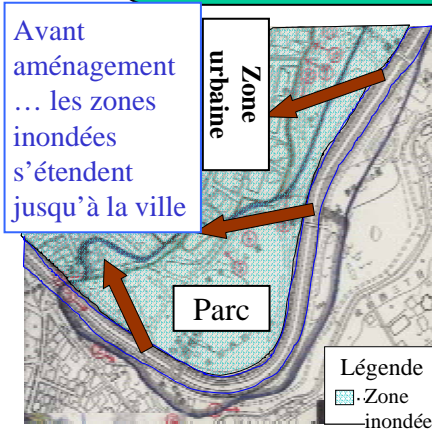 Avant
aménagement
… les zones
inondées
s’étendent
jusqu’à la ville
Zone
urbaine
Parc
Légende
Zone
inondée